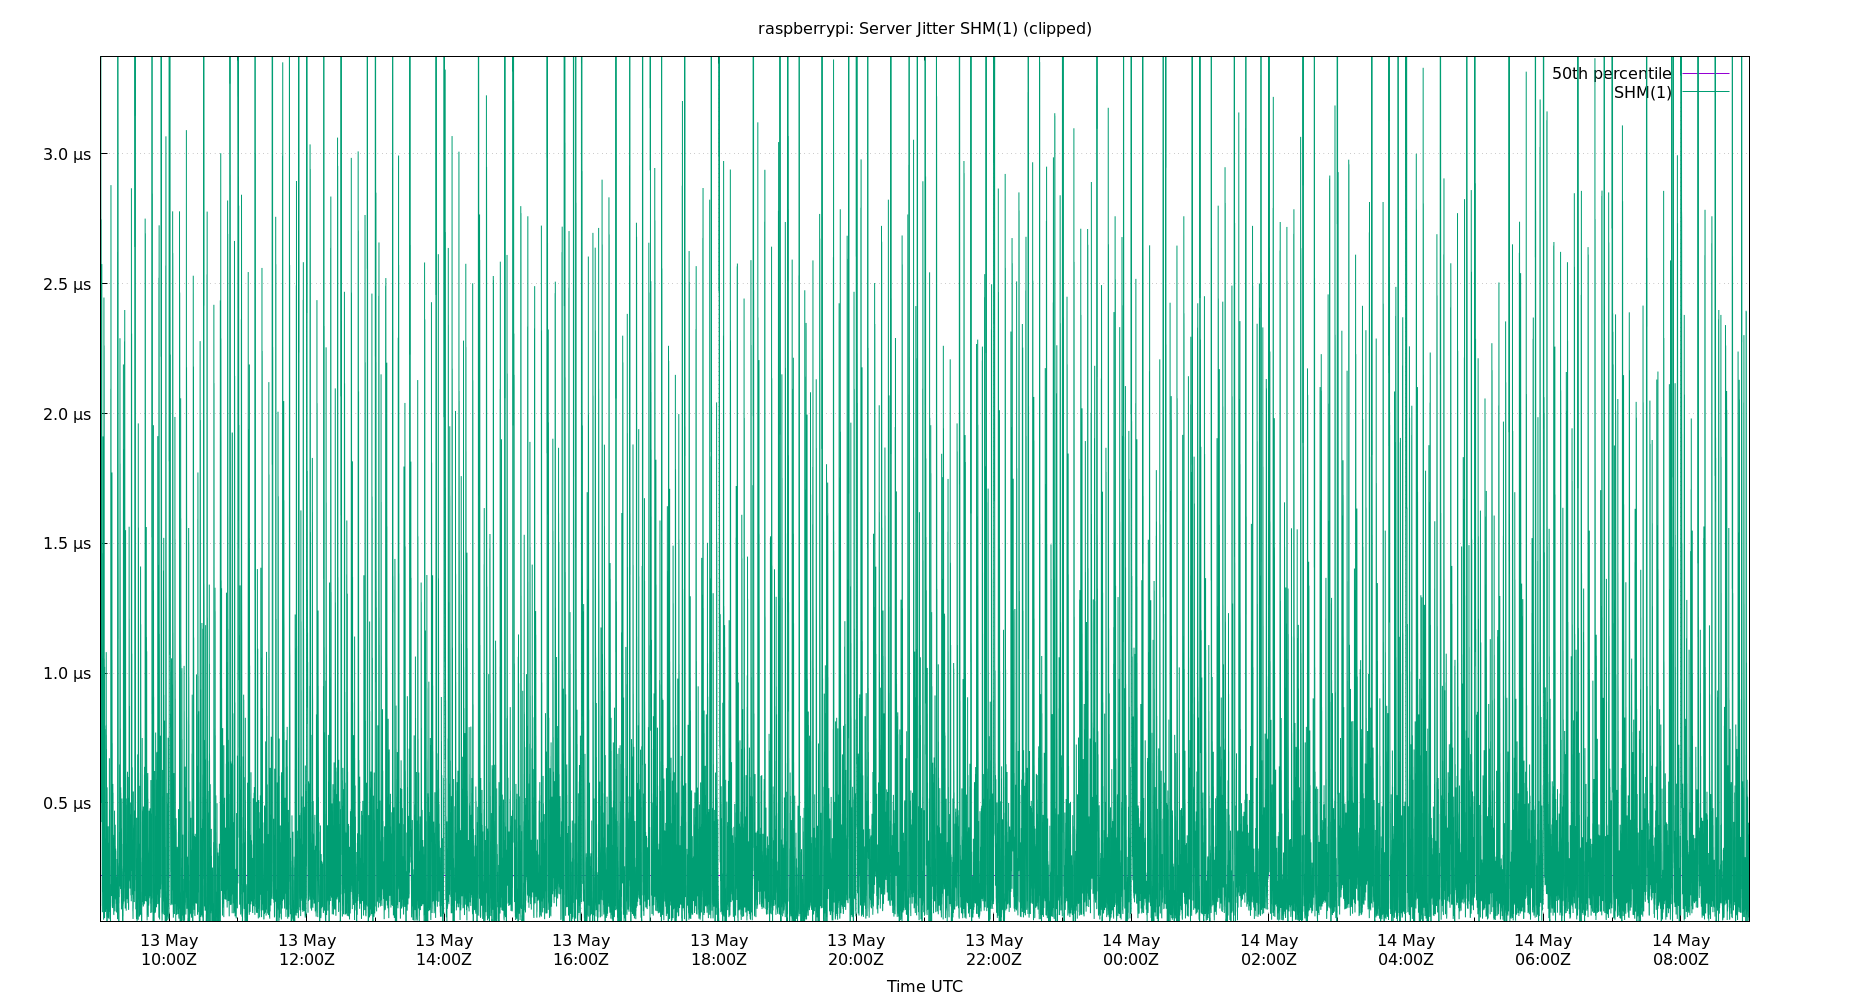 raspberrypi: Server Jitter SHM(1) (clipped)
50th percentile
SHM(1)
3.0 µs
2.5 µs
2.0 µs
1.5 µs
1.0 µs
0.5 µs
13 May 13 May 13 May 13 May 13 May 13 May 13 May 14 May 14 May 14 May 14 May 14 May
10:00Z 12:00Z 14:00Z 16:00Z 18:00Z 20:00Z 22:00Z 00:00Z 02:00Z 04:00Z 06:00Z 08:00Z
Time UTC